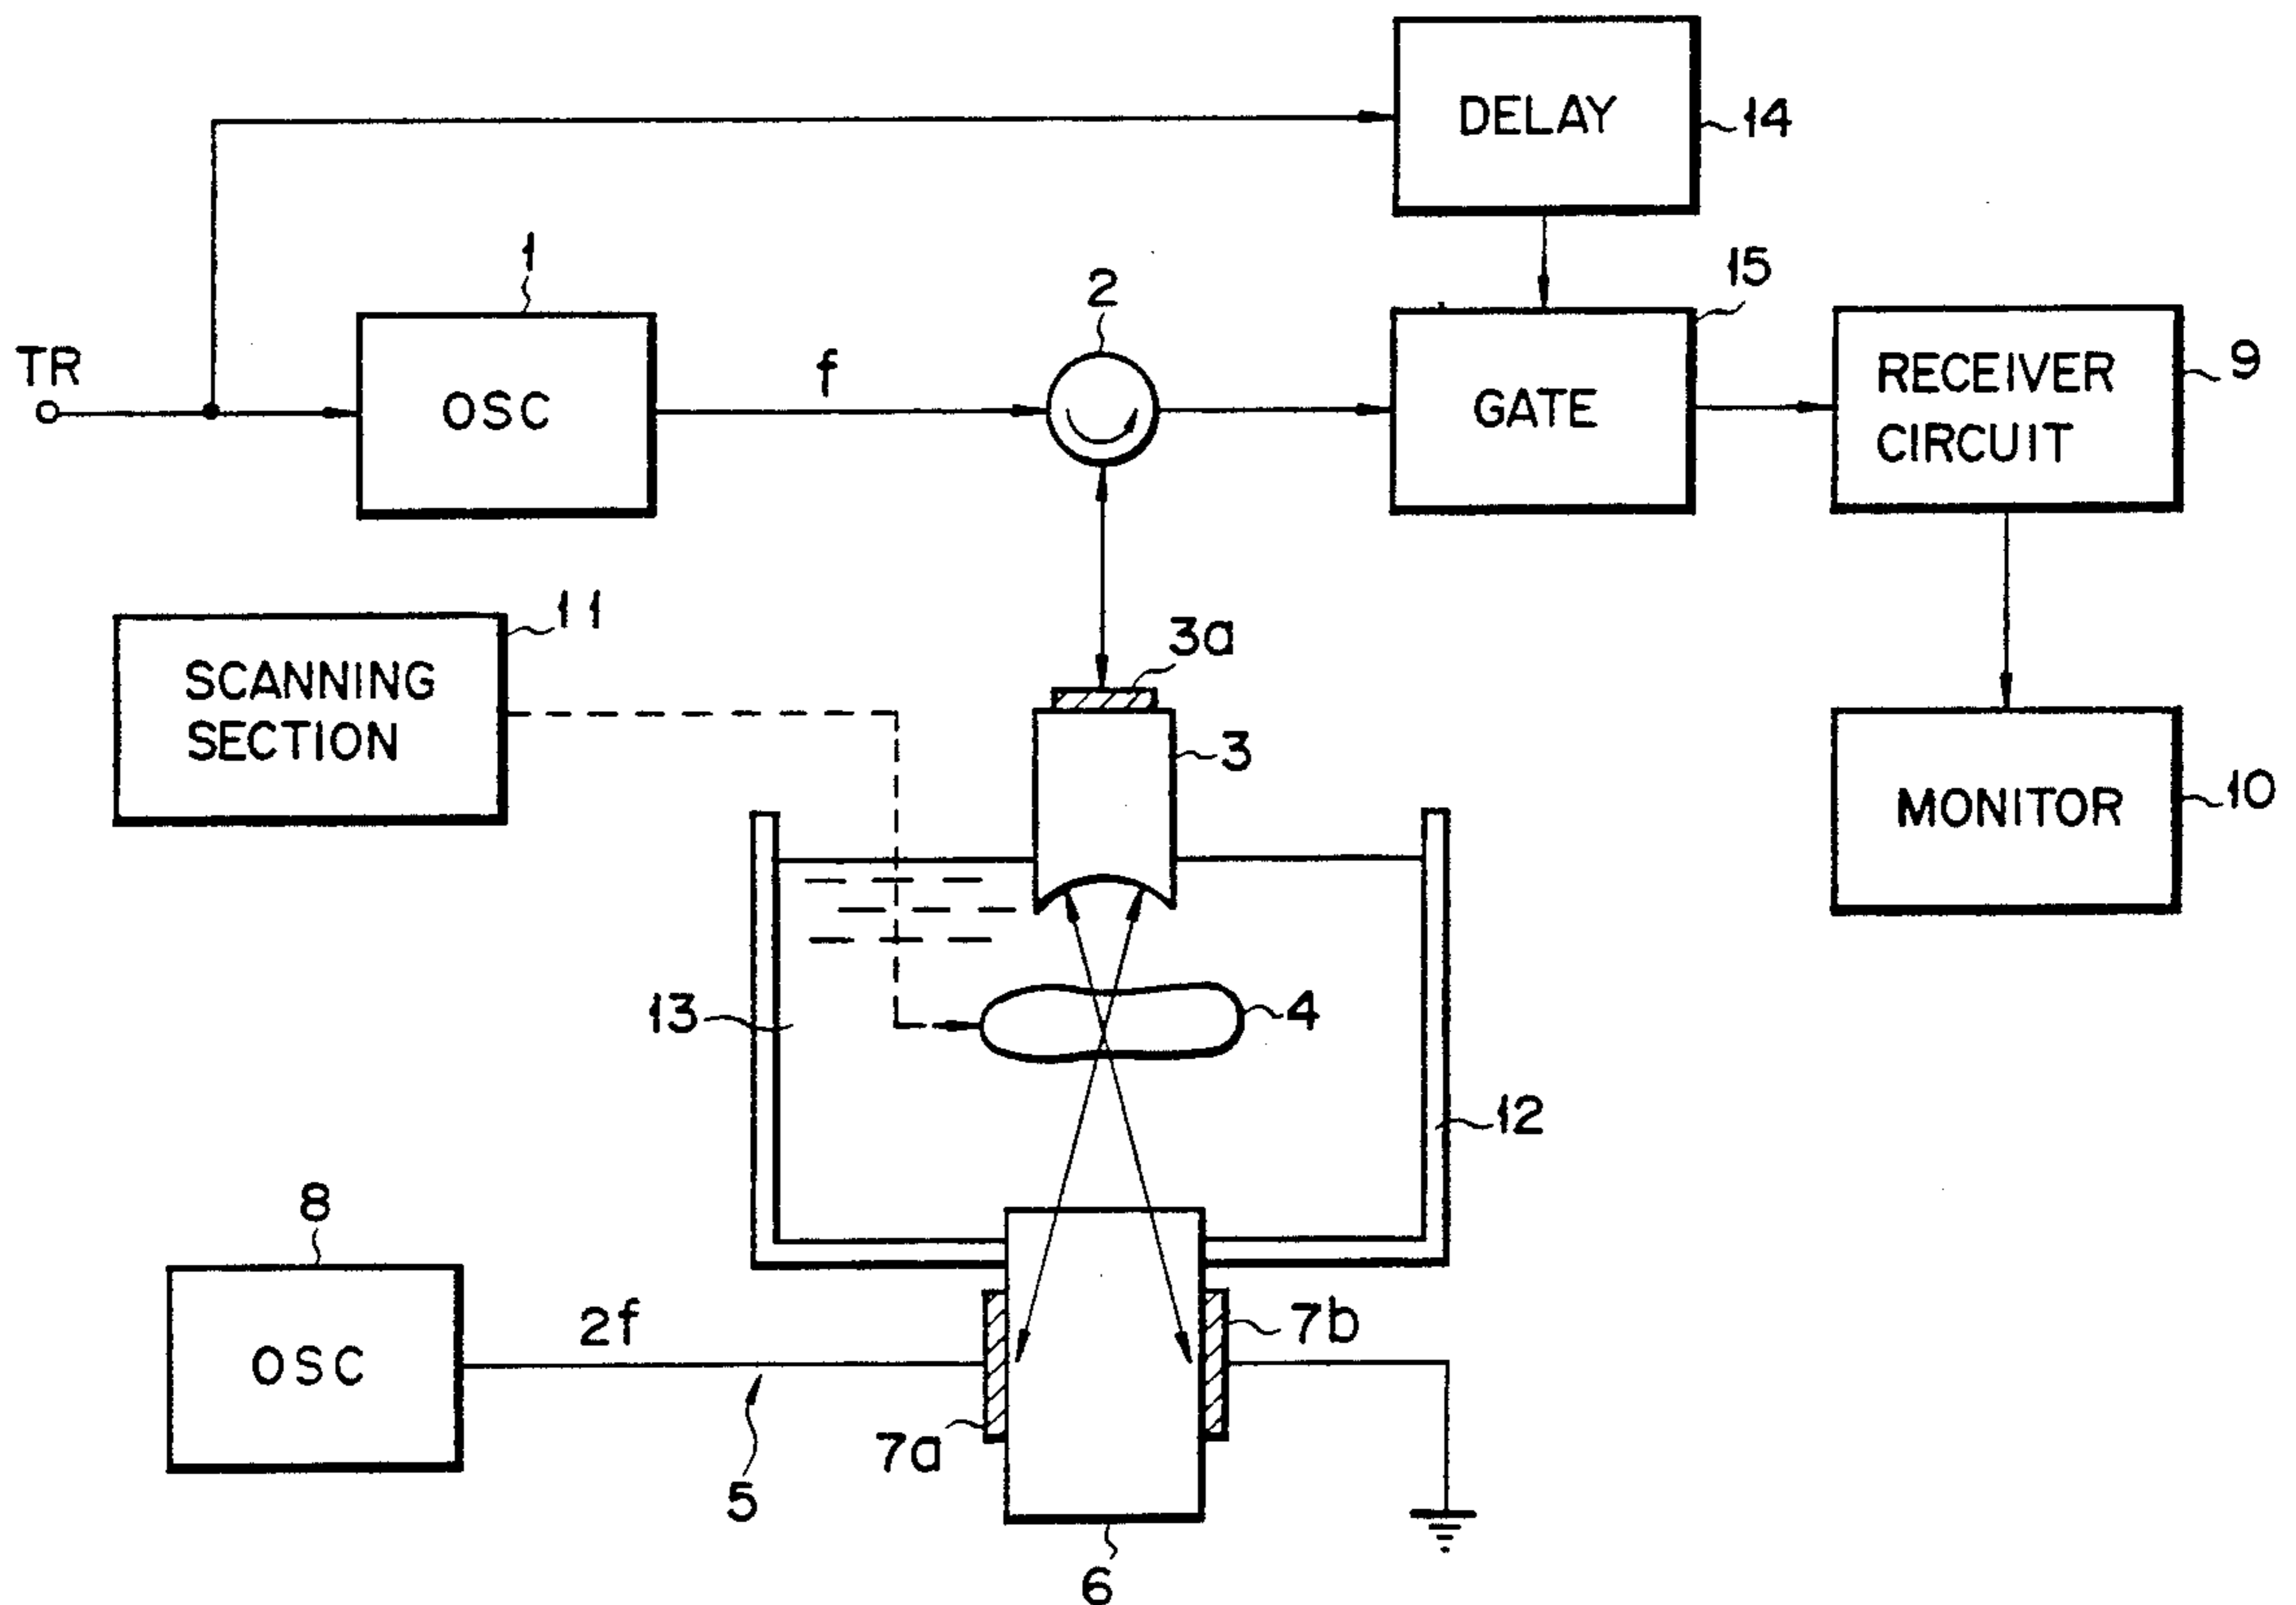 DELAY
14
1
2
15
TR
OSC
f
GATE
RECEIVER
CIRCUIT
9
11
3a
SCANNING
SECTION
3
MONITOR
10
13
4
12
8
OSC
2f
7b
7a
5
6